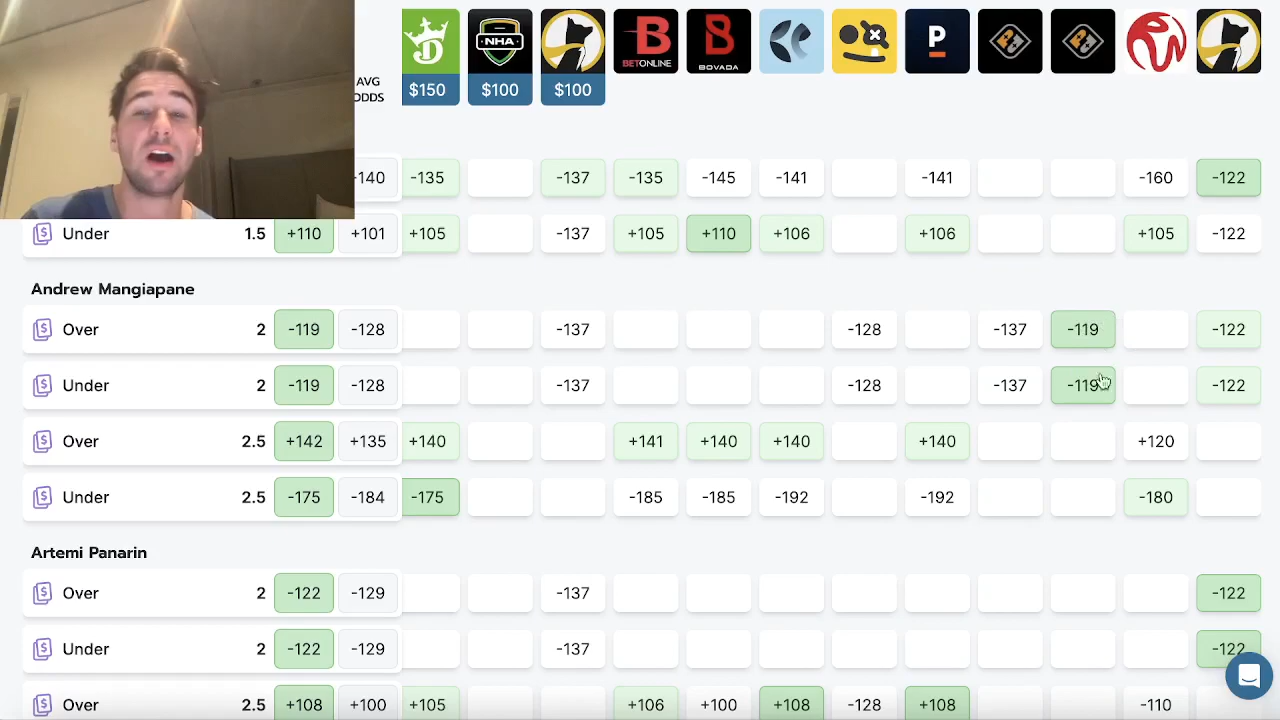 NHA
BETONLINE
BOVADA
P
AVG
ODDS
$150 $100 $100
-140 -135 -137 -135 -145 -141 -141 -160 -122
Under 1.5 +110 +101 +105 -137 +105 +110 +106 +106 +105 -122
Andrew Mangiapane
Over 2 -119 -128 -137 -128 -137 -119 -122
Under 2 -119 -128 -137 -128 -137 -119 -122
Over 2.5 +142 +135 +140 +141 +140 +140 +140 +120
Under 2.5 -175 -184 -175 -185 -185 -192 -192 -180
Artemi Panarin
Over 2 -122 -129 -137 -122
Under 2 -122 -129 -137 -122
Over 2.5 +108 +100 +105 +106 +100 +108 -128 +108 -110